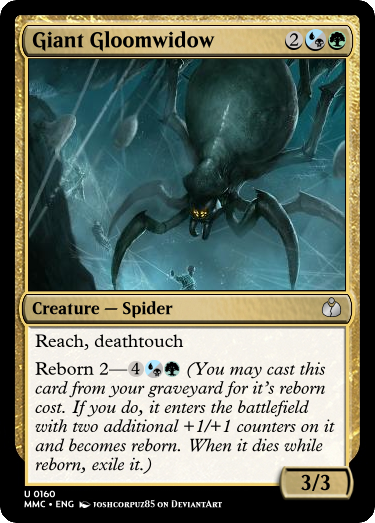 Giant Gloomwidow 2
Creature — Spider
Reach, deathtouch
Reborn 2—4 (You may cast this
card from your graveyard for it's reborn
cost. If you do, it enters the battlefield
with two additional +1/+1 counters on it
and becomes reborn. When it dies while
reborn, exile it.)
3/3
U 0160
MMC • ENG JOSHCORPUZ85 ON DEVIANTART